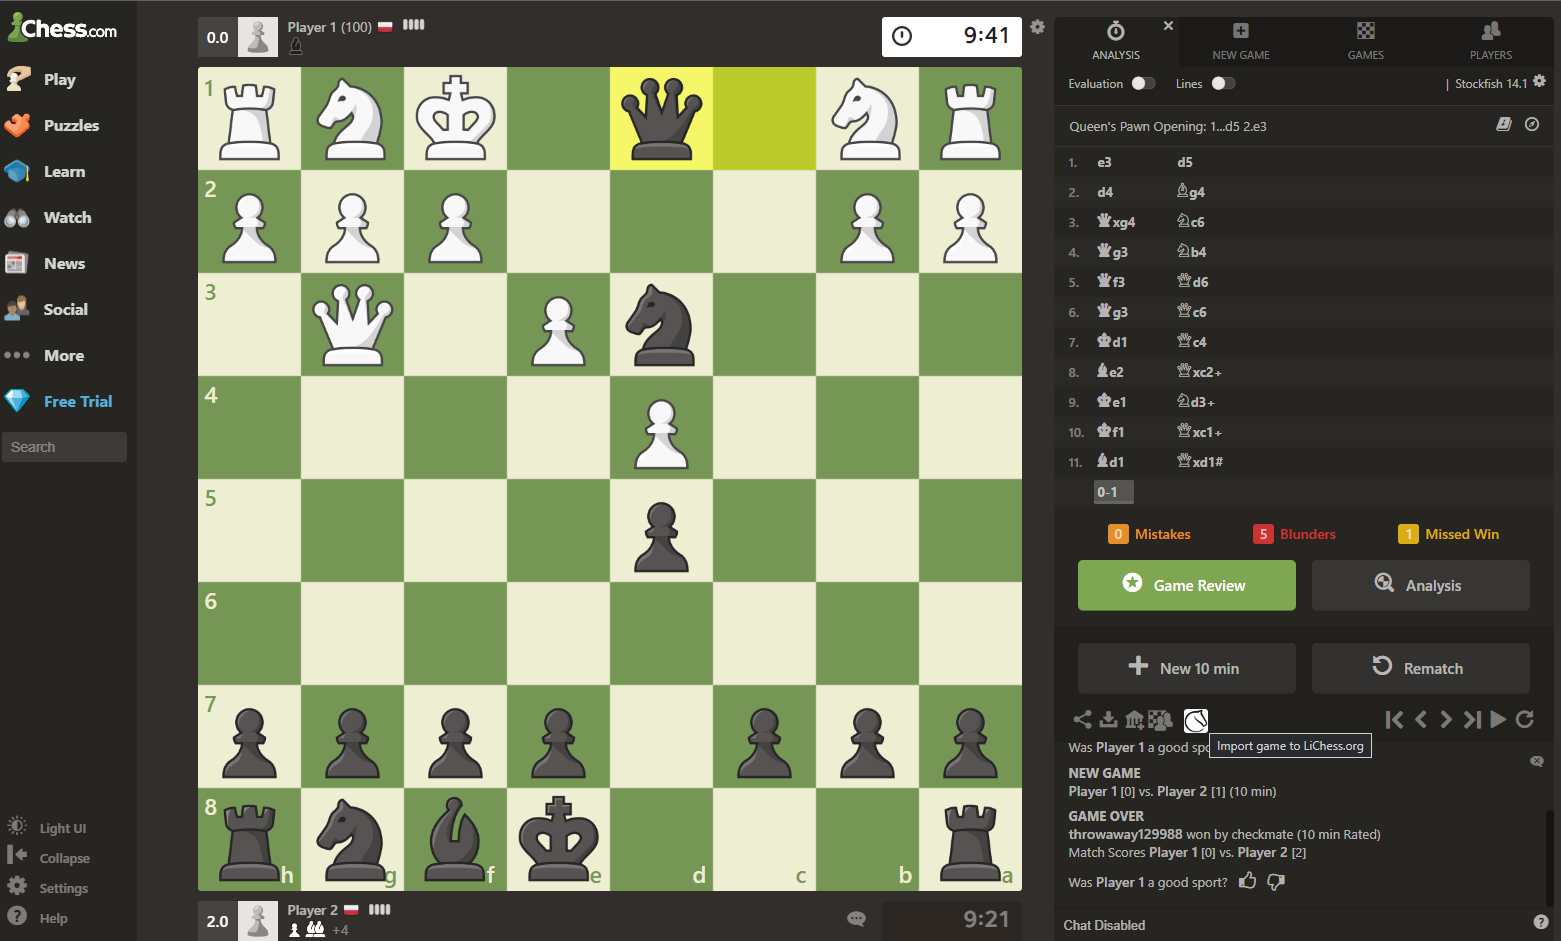 Chess.com
Play
Puzzles
Learn
Watch
News
Social
More
Free Trial
Search
Light UI
Collapse
Settings
Help
0.0
Player 1 (100)
9:41
1
2
3
4
5
6
7
8
h g f e d c b a
2.0
Player 2
+4
9:21
ANALYSIS
NEW GAME
GAMES
PLAYERS
Evaluation
Lines
| Stockfish 14.1
Queen's Pawn Opening: 1...d5 2.e3
1. e3 d5
2. d4 ♗g4
3. ♛xg4 ♘c6
4. ♛g3 ♘b4
5. ♛f3 ♕d6
6. ♛g3 ♕c6
7. ♚d1 ♕c4
8. ♝e2 ♕xc2+
9. ♚e1 ♘d3+
10. ♚f1 ♕xc1+
11. ♝d1 ♕xd1#
0-1
0 Mistakes
5 Blunders
1 Missed Win
Game Review
Analysis
New 10 min
Rematch
Was Player 1 a good spo
Import game to LiChess.org
NEW GAME
Player 1 [0] vs. Player 2 [1] (10 min)
GAME OVER
throwaway129988 won by checkmate (10 min Rated)
Match Scores Player 1 [0] vs. Player 2 [2]
Was Player 1 a good sport?
Chat Disabled